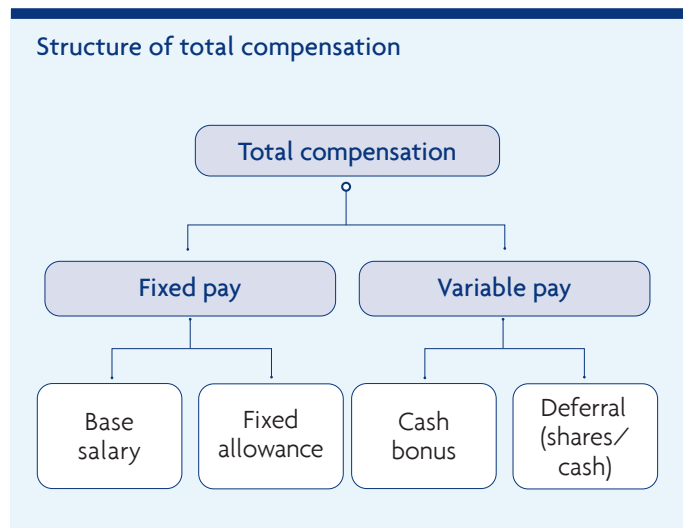 Structure of total compensation
Total compensation
Fixed pay
Variable pay
Base
salary
Fixed
allowance
Cash
bonus
Deferral
(shares/
cash)